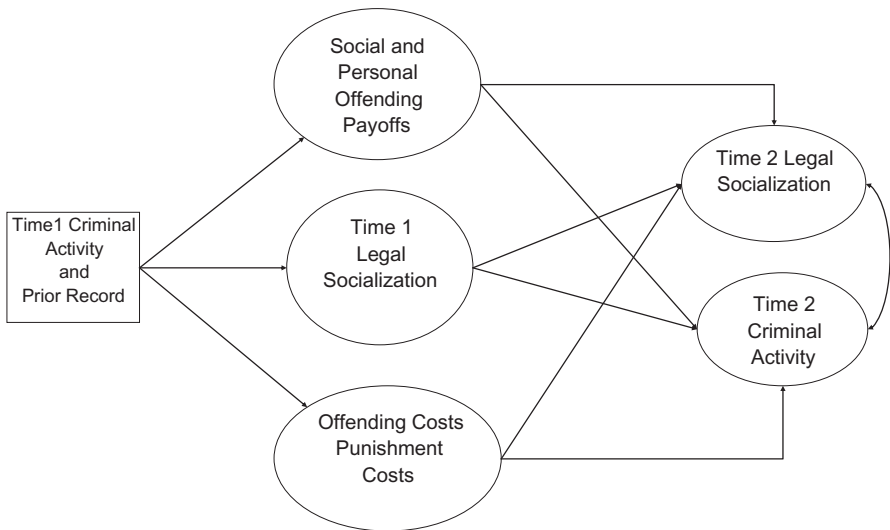 Social and
Personal
Offending
Payoffs
Time 2 Legal
Socialization
Time1 Criminal
Activity
and
Prior Record
Time 1
Legal
Socialization
Time 2
Criminal
Activity
Offending Costs
Punishment
Costs